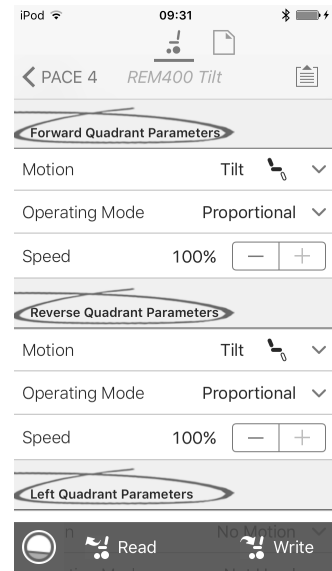 iPod 09:31
PACE 4 REM400 Tilt
Forward Quadrant Parameters
Motion Tilt
Operating Mode Proportional
Speed 100% — +
Reverse Quadrant Parameters
Motion Tilt
Operating Mode Proportional
Speed 100% — +
Left Quadrant Parameters
No Motion
Read Write